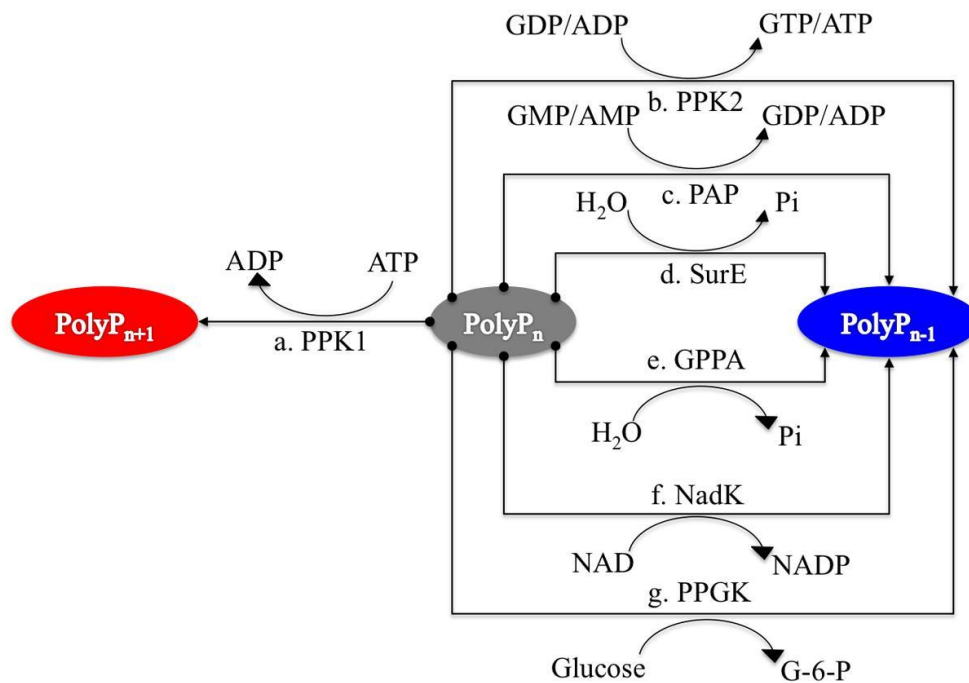 GDP/ADP GTP/ATP
b. PPK2
GMP/AMP GDP/ADP
c. PAP
H₂O Pi
d. SurE
ADP ATP
PolyPₙ₊₁ PolyPₙ PolyPₙ₋₁
a. PPK1
e. GPPA
H₂O Pi
f. NadK
NAD NADP
g. PPGK
Glucose G-6-P